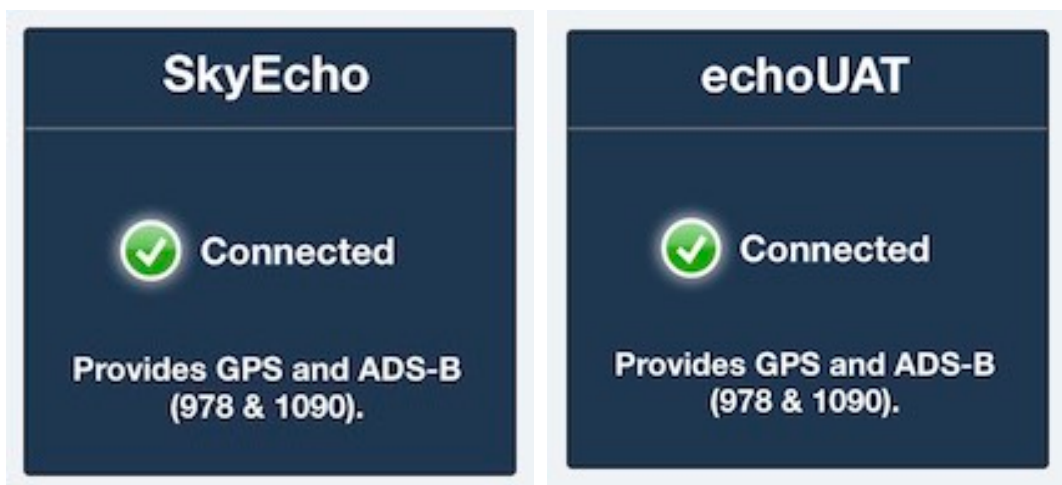 SkyEcho
Connected
Provides GPS and ADS-B
(978 & 1090).
echoUAT
Connected
Provides GPS and ADS-B
(978 & 1090).